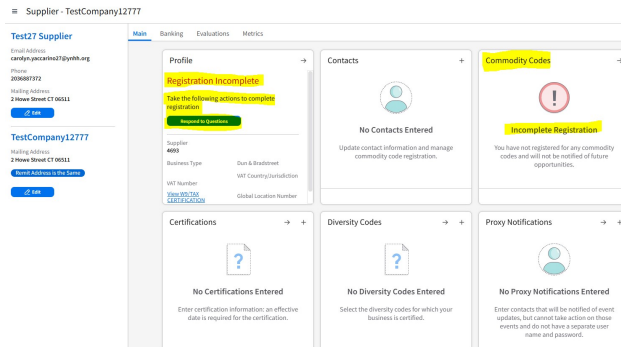 ≡ Supplier - TestCompany12777
Test27 Supplier
Email Address
carolyn.yaccarino27@ynhh.org
Phone
2036887372
Mailing Address
2 Howe Street CT 06511
Edit
TestCompany12777
Mailing Address
2 Howe Street CT 06511
Remit Address is the Same
Edit
Main Banking Evaluations Metrics
Profile →
Registration Incomplete
Take the following actions to complete
registration
Respond to Questions
Supplier
4693
Business Type Dun & Bradstreet
VAT Country/Jurisdiction
VAT Number
View W9/TAX
CERTIFICATION
Global Location Number
Contacts +
No Contacts Entered
Update contact information and manage
commodity code registration.
Commodity Codes →
!
Incomplete Registration
You have not registered for any commodity
codes and will not be notified of future
opportunities.
Certifications → +
?
No Certifications Entered
Enter certification information: an effective
date is required for the certification.
Diversity Codes → +
?
No Diversity Codes Entered
Select the diversity codes for which your
business is certified.
Proxy Notifications → +
No Proxy Notifications Entered
Enter contacts that will be notified of event
updates, but cannot take action on those
events and do not have a separate user
name and password.